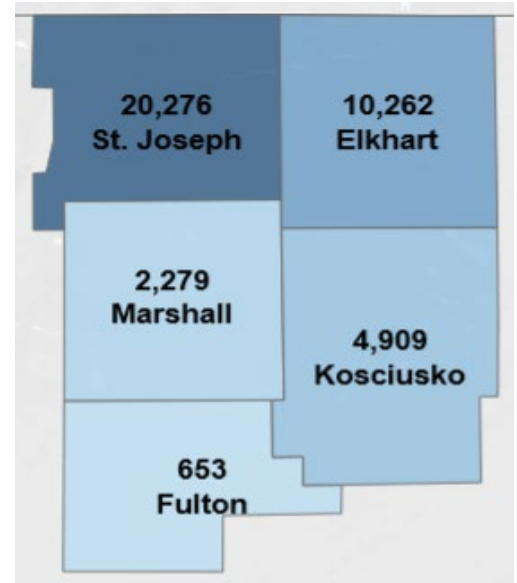 20,276
St. Joseph
10,262
Elkhart
2,279
Marshall
4,909
Kosciusko
653
Fulton